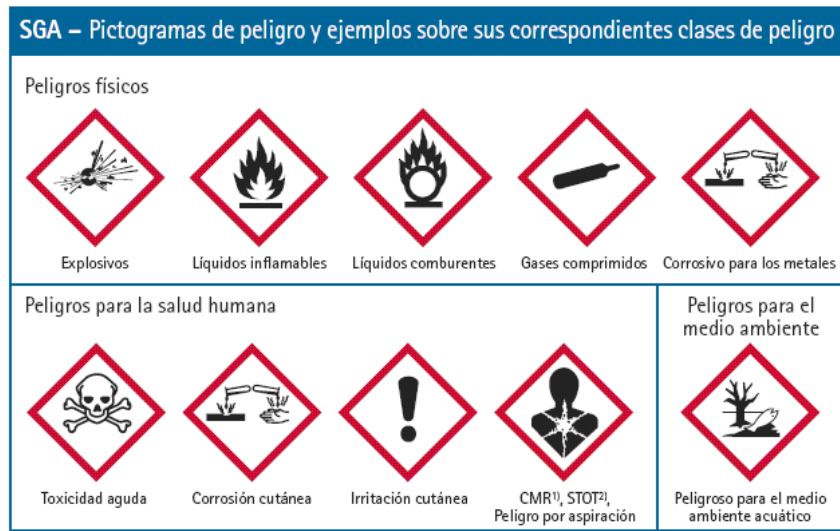 SGA – Pictogramas de peligro y ejemplos sobre sus correspondientes clases de peligro
Peligros físicos
Explosivos
Líquidos inflamables
Líquidos comburentes
Gases comprimidos
Corrosivo para los metales
Peligros para la salud humana
Toxicidad aguda
Corrosión cutánea
Irritación cutánea
CMR¹⁾, STOT²⁾,
Peligro por aspiración
Peligros para el
medio ambiente
Peligroso para el medio
ambiente acuático